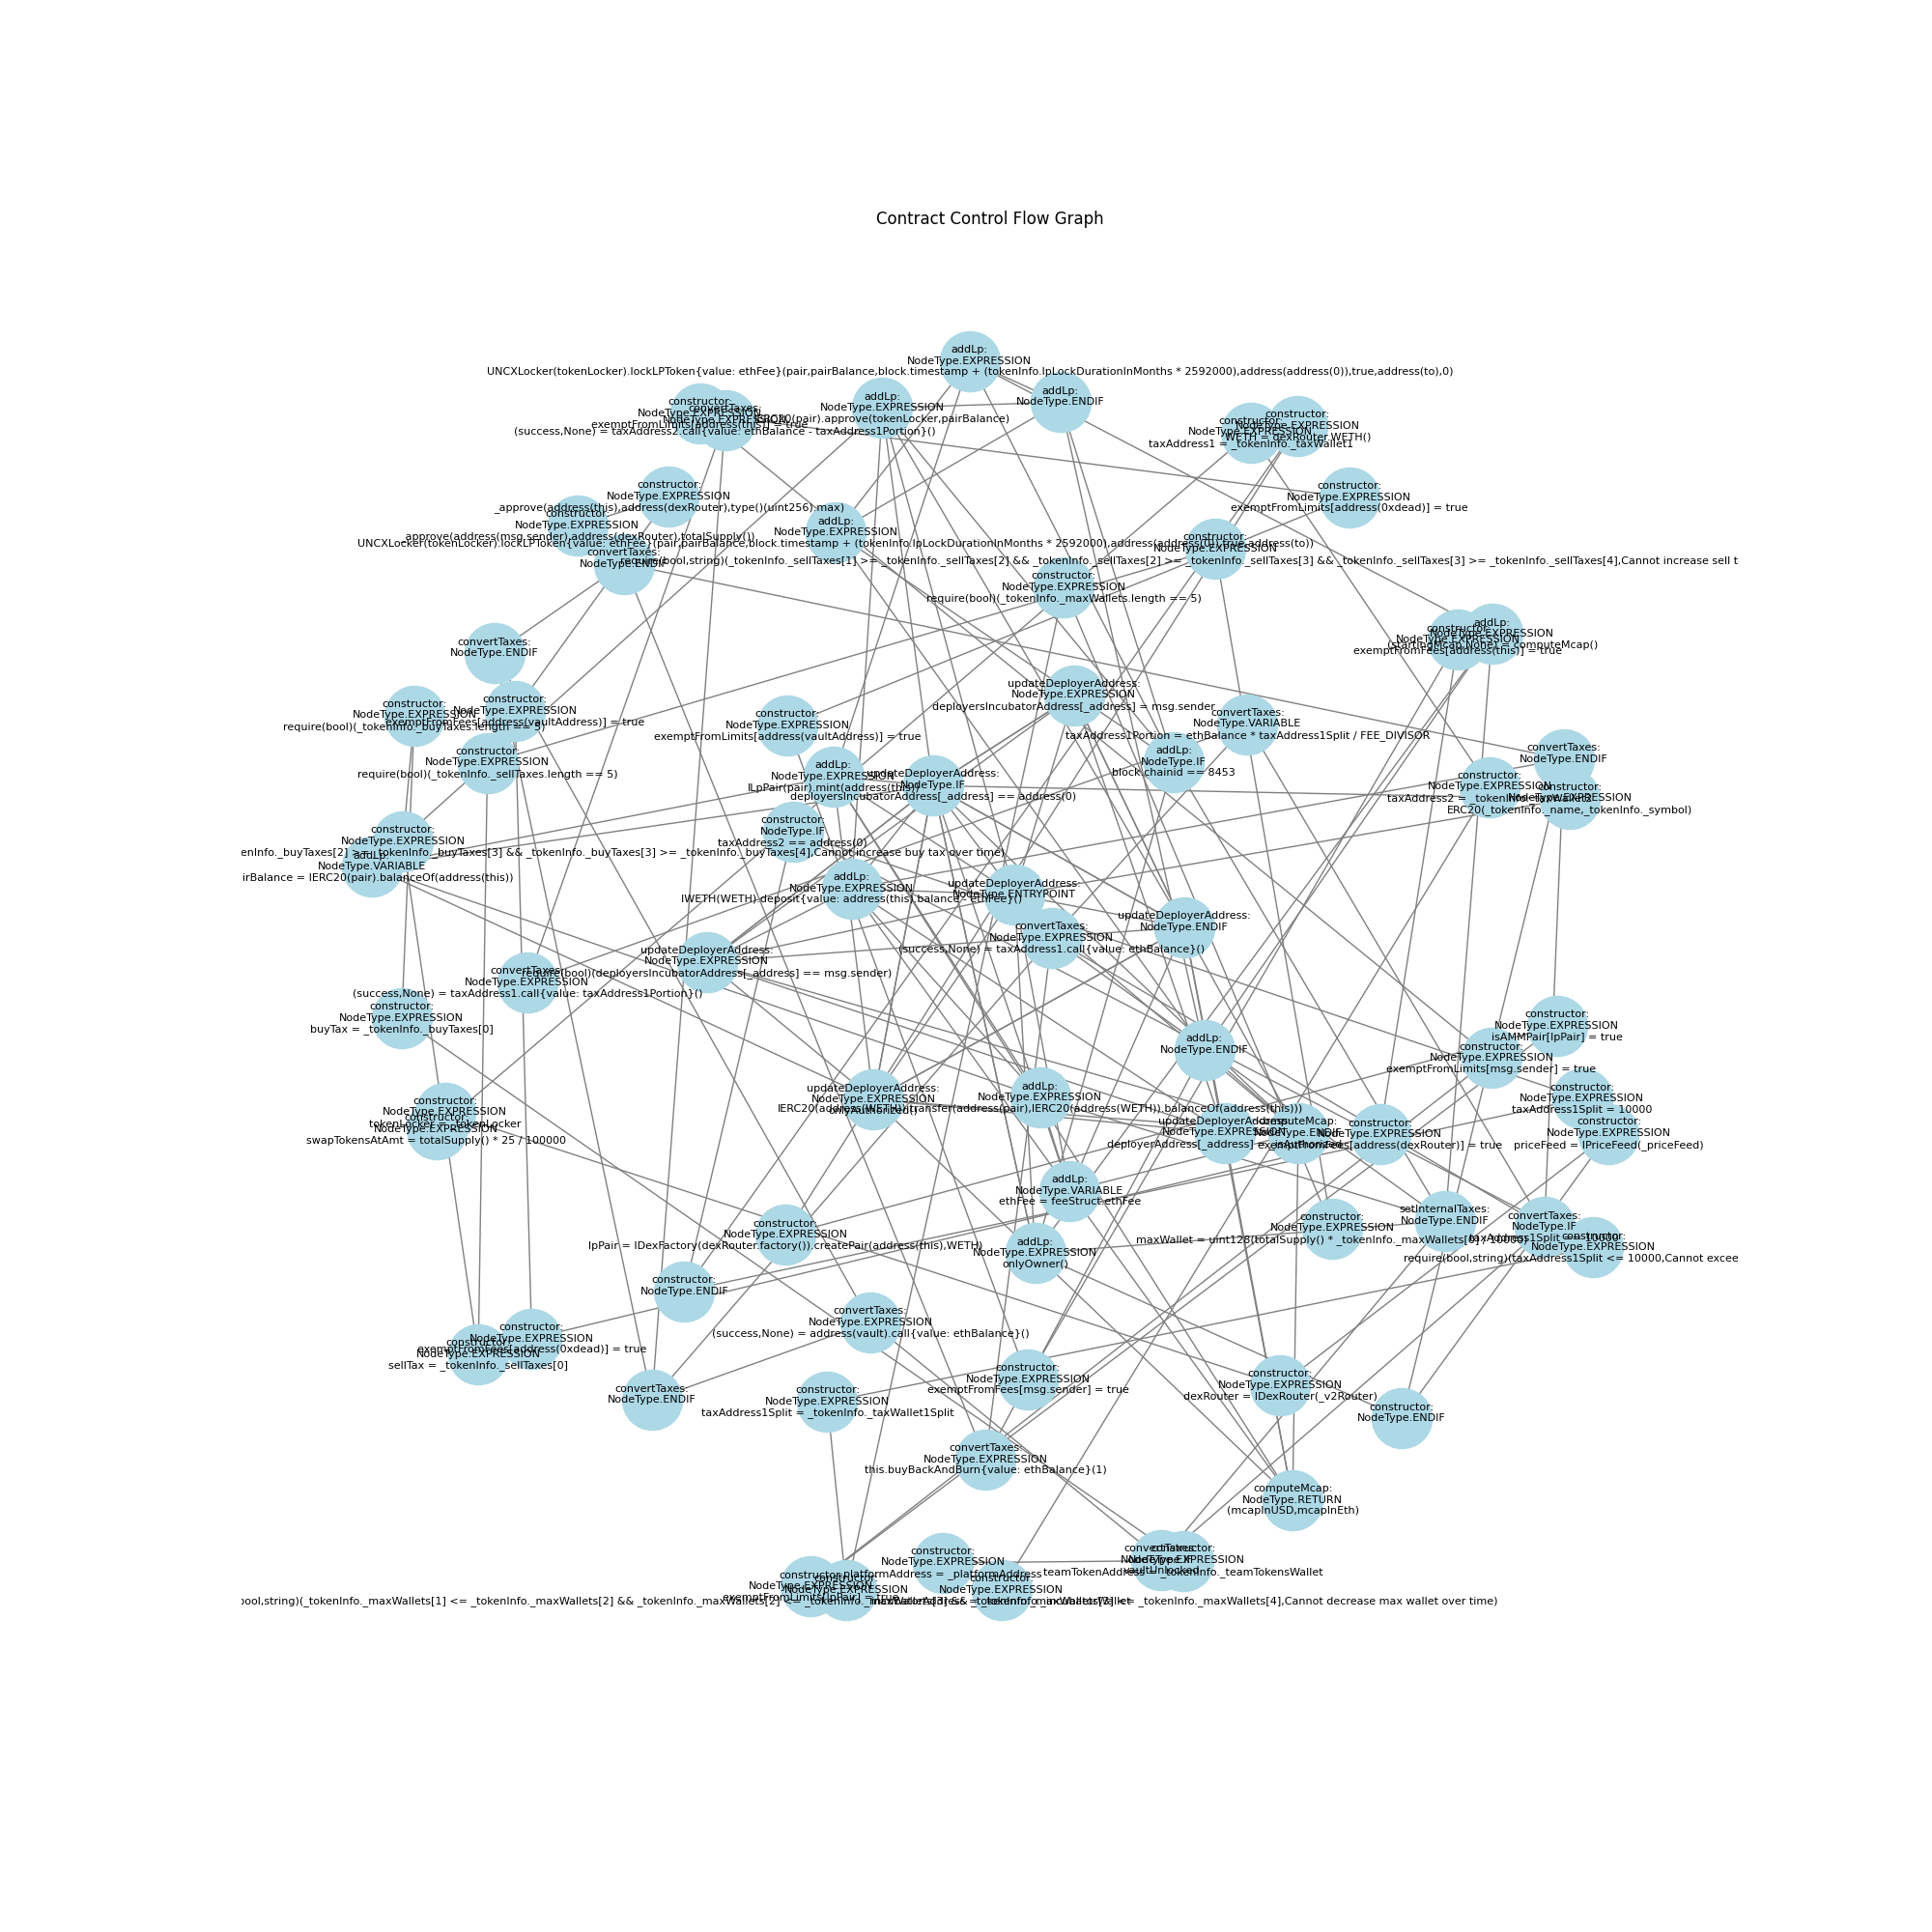 Contract Control Flow Graph
addLp:
NodeType.EXPRESSION
UNCXLocker(tokenLocker).lockLPToken{value: ethFee}(pair,pairBalance,block.timestamp + (tokenInfo.lpLockDurationInMonths * 2592000),address(address(0)),true,address(to),0)
addLp:
NodeType.ENDIF
addLp:
NodeType.EXPRESSION
IERC20(pair).approve(tokenLocker,pairBalance)
constructor:
NodeType.EXPRESSION
exemptFromLimits[address(this)] = true
convertTaxes:
NodeType.EXPRESSION
(success,None) = taxAddress2.call{value: ethBalance - taxAddress1Portion}()
constructor:
NodeType.EXPRESSION
WETH = dexRouter.WETH()
constructor:
NodeType.EXPRESSION
taxAddress1 = _tokenInfo._taxWallet1
constructor:
NodeType.EXPRESSION
_approve(address(this),address(dexRouter),type()(uint256).max)
constructor:
NodeType.EXPRESSION
exemptFromLimits[address(0xdead)] = true
constructor:
NodeType.EXPRESSION
_approve(address(msg.sender),address(dexRouter),totalSupply())
addLp:
NodeType.EXPRESSION
UNCXLocker(tokenLocker).lockLPToken{value: ethFee}(pair,pairBalance,block.timestamp + (tokenInfo.lpLockDurationInMonths * 2592000),address(address(0)),true,address(to))
constructor:
NodeType.EXPRESSION
require(bool,string)(_tokenInfo._sellTaxes[1] >= _tokenInfo._sellTaxes[2] && _tokenInfo._sellTaxes[2] >= _tokenInfo._sellTaxes[3] && _tokenInfo._sellTaxes[3] >= _tokenInfo._sellTaxes[4],Cannot increase sell t
convertTaxes:
NodeType.ENDIF
constructor:
NodeType.EXPRESSION
require(bool)(_tokenInfo._maxWallets.length == 5)
addLp:
NodeType.EXPRESSION
(startingMcap,None) = computeMcap()
constructor:
NodeType.EXPRESSION
exemptFromFees[address(this)] = true
convertTaxes:
NodeType.ENDIF
updateDeployerAddress:
NodeType.EXPRESSION
deployersIncubatorAddress[_address] = msg.sender
constructor:
NodeType.EXPRESSION
exemptFromFees[address(vaultAddress)] = true
constructor:
NodeType.EXPRESSION
require(bool)(_tokenInfo._buyTaxes.length == 5)
constructor:
NodeType.EXPRESSION
exemptFromLimits[address(vaultAddress)] = true
convertTaxes:
NodeType.VARIABLE
taxAddress1Portion = ethBalance * taxAddress1Split / FEE_DIVISOR
constructor:
NodeType.EXPRESSION
require(bool)(_tokenInfo._sellTaxes.length == 5)
addLp:
NodeType.IF
block.chainid == 8453
convertTaxes:
NodeType.ENDIF
addLp:
NodeType.EXPRESSION
ILpPair(pair).mint(address(this))
updateDeployerAddress:
NodeType.IF
deployersIncubatorAddress[_address] == address(0)
constructor:
NodeType.EXPRESSION
taxAddress2 = _tokenInfo._taxWallet2
constructor:
NodeType.EXPRESSION
ERC20(_tokenInfo._name,_tokenInfo._symbol)
constructor:
NodeType.IF
taxAddress2 == address(0)
constructor:
NodeType.EXPRESSION
enInfo._buyTaxes[2] >= _tokenInfo._buyTaxes[3] && _tokenInfo._buyTaxes[3] >= _tokenInfo._buyTaxes[4],Cannot increase buy tax over time)
addLp:
NodeType.VARIABLE
irBalance = IERC20(pair).balanceOf(address(this))
addLp:
NodeType.EXPRESSION
IWETH(WETH).deposit{value: address(this).balance - ethFee}()
updateDeployerAddress:
NodeType.ENTRYPOINT
updateDeployerAddress:
NodeType.ENDIF
convertTaxes:
NodeType.EXPRESSION
(success,None) = taxAddress1.call{value: ethBalance}()
updateDeployerAddress:
NodeType.EXPRESSION
require(bool)(deployersIncubatorAddress[_address] == msg.sender)
convertTaxes:
NodeType.EXPRESSION
(success,None) = taxAddress1.call{value: taxAddress1Portion}()
constructor:
NodeType.EXPRESSION
buyTax = _tokenInfo._buyTaxes[0]
constructor:
NodeType.EXPRESSION
isAMMPair[lpPair] = true
addLp:
NodeType.ENDIF
constructor:
NodeType.EXPRESSION
exemptFromLimits[msg.sender] = true
updateDeployerAddress:
NodeType.EXPRESSION
onlyAuthorized()
addLp:
NodeType.EXPRESSION
IERC20(address(WETH)).transfer(address(pair),IERC20(address(WETH)).balanceOf(address(this)))
constructor:
NodeType.EXPRESSION
taxAddress1Split = 10000
constructor:
NodeType.EXPRESSION
tokenLocker = _tokenLocker
constructor:
NodeType.EXPRESSION
swapTokensAtAmt = totalSupply() * 25 / 100000
updateDeployerAddress:
NodeType.EXPRESSION
deployerAddress[_address] = _isAuthorized
computeMcap:
NodeType.ENDIF
constructor:
NodeType.EXPRESSION
exemptFromFees[address(dexRouter)] = true
constructor:
NodeType.EXPRESSION
priceFeed = IPriceFeed(_priceFeed)
addLp:
NodeType.VARIABLE
ethFee = feeStruct.ethFee
constructor:
NodeType.EXPRESSION
lpPair = IDexFactory(dexRouter.factory()).createPair(address(this),WETH)
addLp:
NodeType.EXPRESSION
onlyOwner()
constructor:
NodeType.EXPRESSION
maxWallet = uint128(totalSupply() * _tokenInfo._maxWallets[0] / 10000)
setInternalTaxes:
NodeType.ENDIF
convertTaxes:
NodeType.IF
taxAddress1Split == 10000
constructor:
NodeType.EXPRESSION
require(bool,string)(taxAddress1Split <= 10000,Cannot excee
constructor:
NodeType.ENDIF
convertTaxes:
NodeType.EXPRESSION
(success,None) = address(vault).call{value: ethBalance}()
constructor:
NodeType.EXPRESSION
exemptFromFees[address(0xdead)] = true
constructor:
NodeType.EXPRESSION
sellTax = _tokenInfo._sellTaxes[0]
constructor:
NodeType.EXPRESSION
exemptFromFees[msg.sender] = true
constructor:
NodeType.EXPRESSION
dexRouter = IDexRouter(_v2Router)
convertTaxes:
NodeType.ENDIF
constructor:
NodeType.EXPRESSION
taxAddress1Split = _tokenInfo._taxWallet1Split
constructor:
NodeType.ENDIF
convertTaxes:
NodeType.EXPRESSION
this.buyBackAndBurn{value: ethBalance}(1)
computeMcap:
NodeType.RETURN
(mcapInUSD,mcapInEth)
constructor:
NodeType.EXPRESSION
platformAddress = _platformAddress
convertTaxes:
NodeType.IF
vaultUnlocked
constructor:
NodeType.EXPRESSION
teamTokenAddress = _tokenInfo._teamTokensWallet
constructor:
NodeType.EXPRESSION
exemptFromLimits[lpPair] = true
constructor:
NodeType.EXPRESSION
bool,string)(_tokenInfo._maxWallets[1] <= _tokenInfo._maxWallets[2] && _tokenInfo._maxWallets[2] <= _tokenInfo._maxWallets[3] && _tokenInfo._maxWallets[3] <= _tokenInfo._maxWallets[4],Cannot decrease max wallet over time)
constructor:
NodeType.EXPRESSION